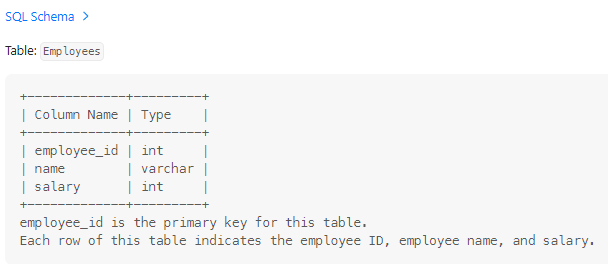 SQL Schema >
Table: Employees
+-------------+---------+
| Column Name | Type    |
+-------------+---------+
| employee_id | int     |
| name        | varchar |
| salary      | int     |
+-------------+---------+
employee_id is the primary key for this table.
Each row of this table indicates the employee ID, employee name, and salary.